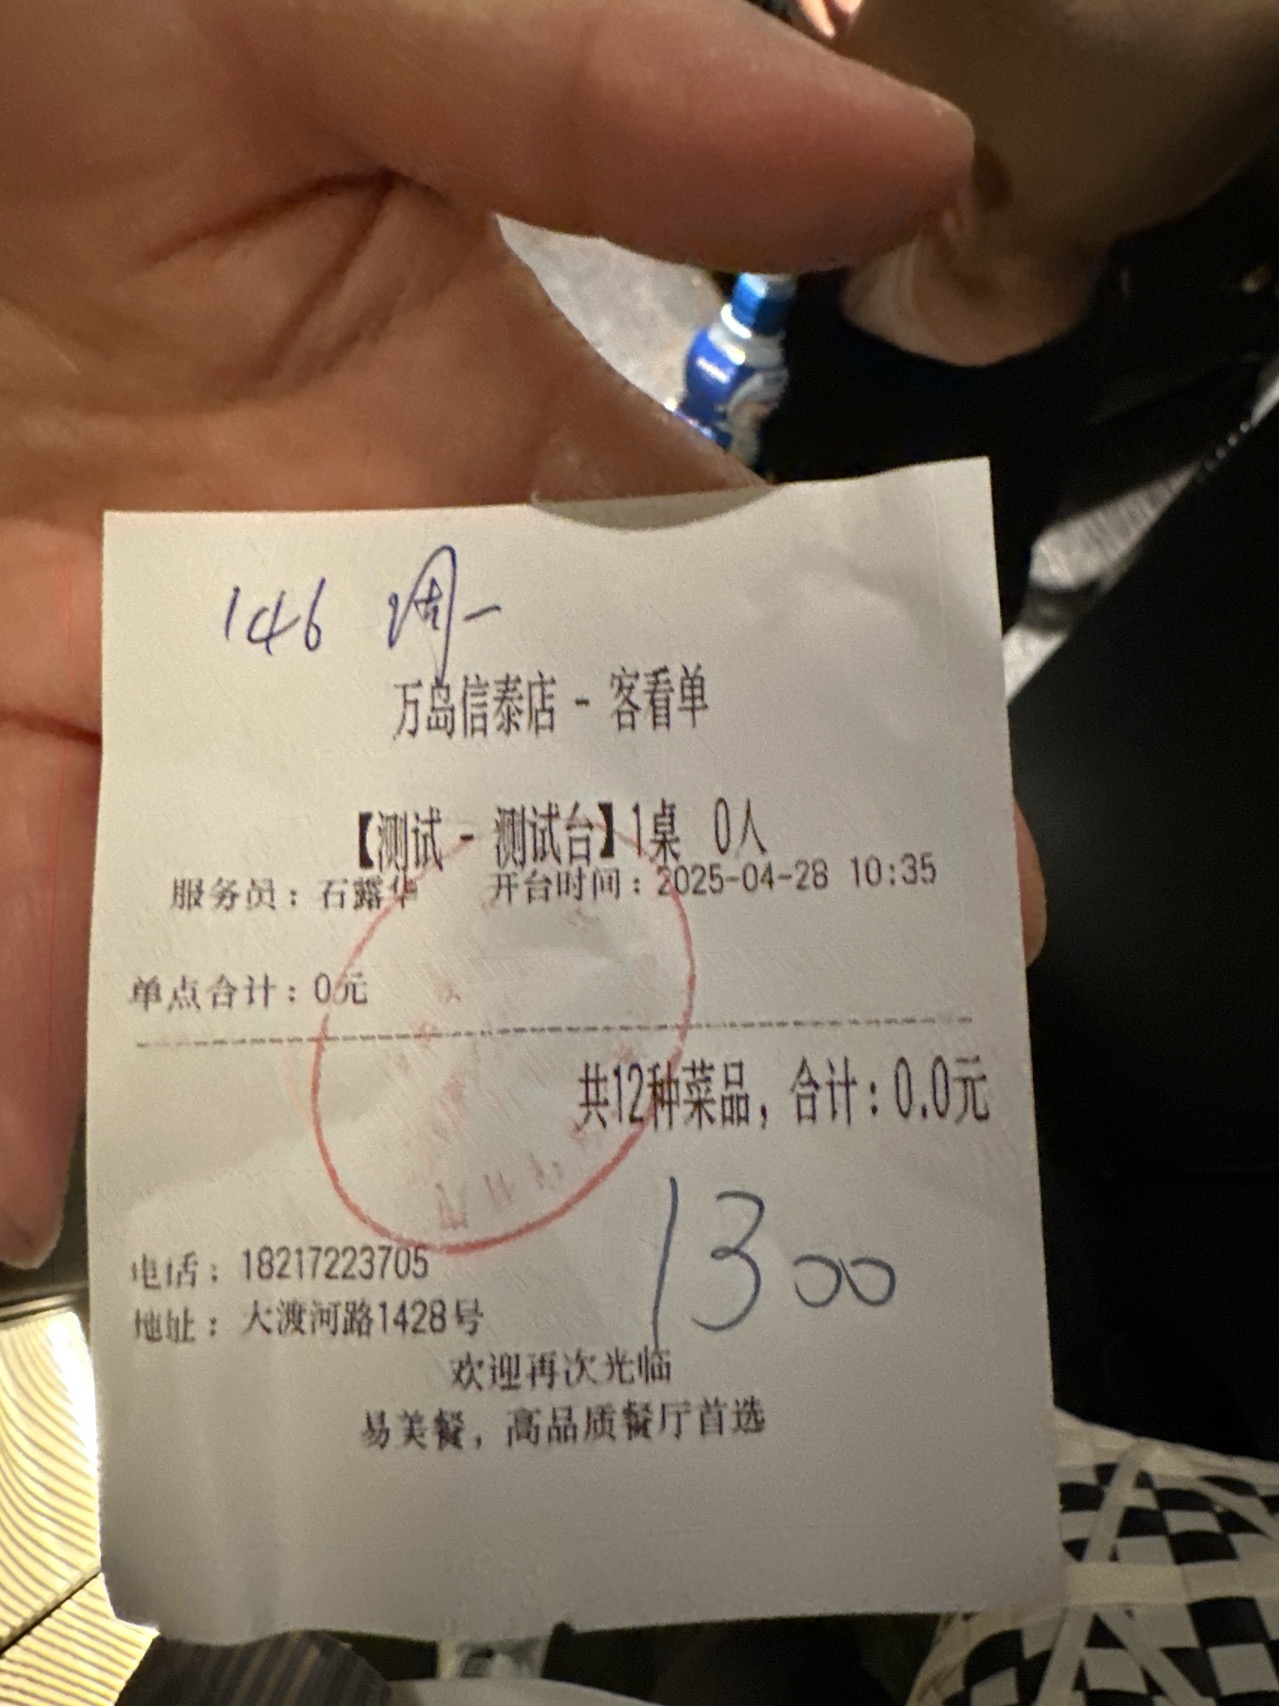 146 周一
万岛信泰店 - 客看单
【测试 - 测试台】1桌 0人
服务员：石露华 开台时间：2025-04-28 10:35
单点合计：0元
共12种菜品，合计：0.0元
1300
电话：18217223705
地址：大渡河路1428号
欢迎再次光临
易美餐，高品质餐厅首选